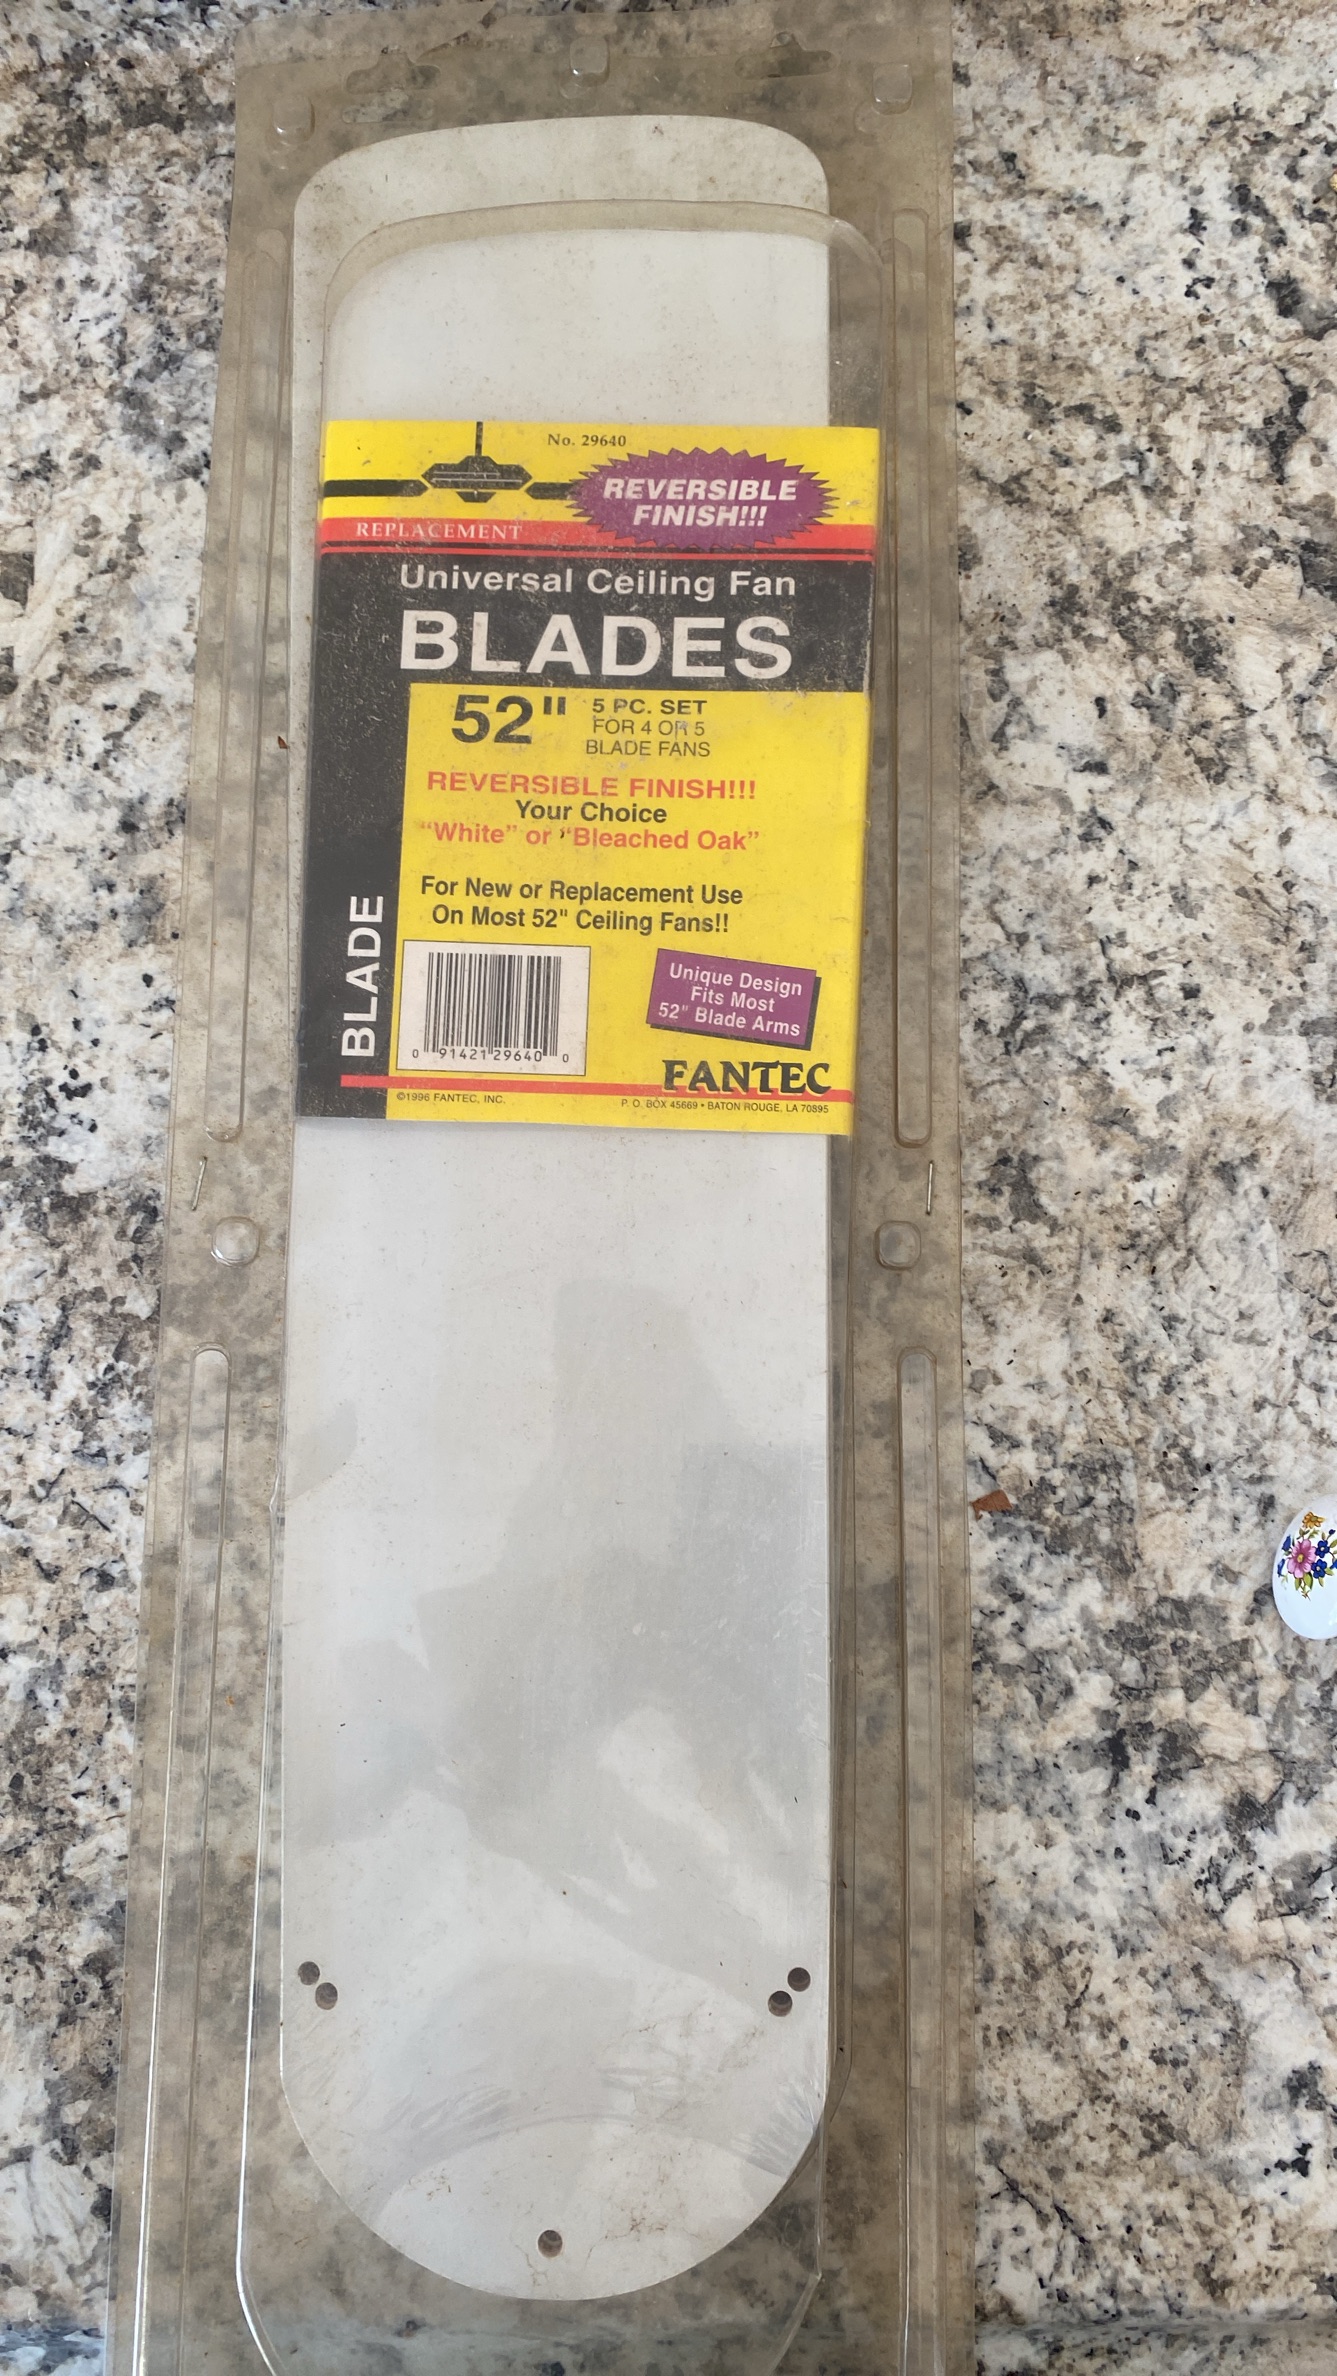 No. 29640
REVERSIBLE
FINISH!!!
REPLACEMENT
Universal Ceiling Fan
BLADES
52"
5 PC. SET
FOR 4 OR 5
BLADE FANS
REVERSIBLE FINISH!!!
Your Choice
"White" or "Bleached Oak"
For New or Replacement Use
On Most 52" Ceiling Fans!!
BLADE
0 91421 29640 0
Unique Design
Fits Most
52" Blade Arms
FANTEC
©1996 FANTEC, INC.
P. O. BOX 45669 • BATON ROUGE, LA 70895